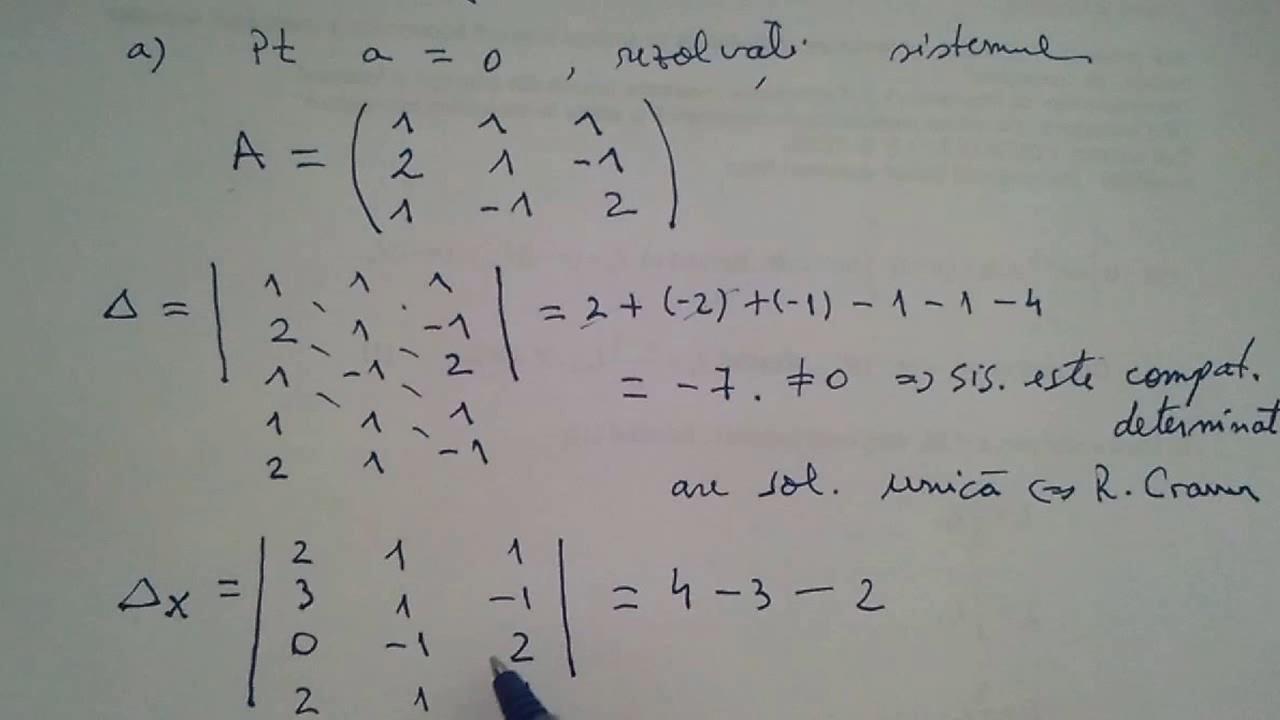 a) Pt a = 0 , rezolvați sistemul
A = ( 1 1 1
2 1 -1
1 -1 2 )
Δ = | 1 1 1
2 1 -1
1 -1 2 | = 2 + (-2) + (-1) - 1 - 1 - 4
1 1 1
2 1 -1
= -7. ≠ 0 => sis. este compat.
determinat
are sol. unică <=> R. Cramer
Δx = | 2 1 1
3 1 -1
0 -1 2 | = 4 - 3 - 2
2 1